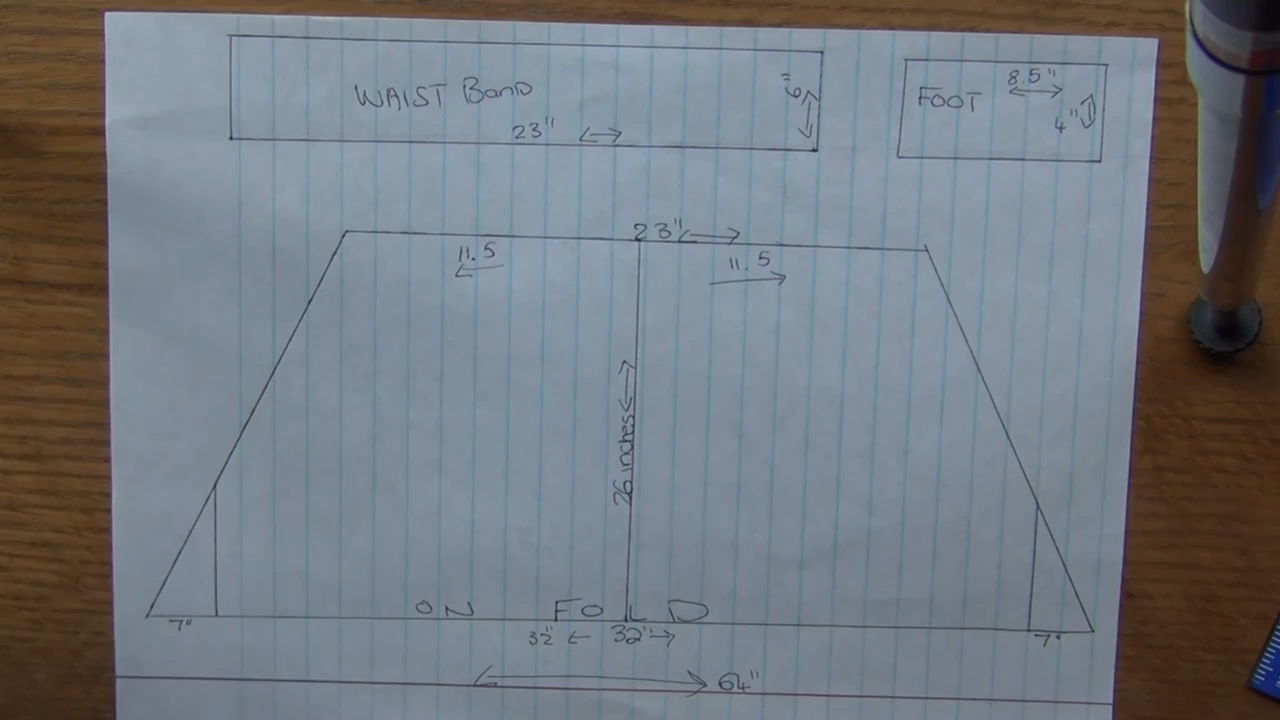 WAIST Band
23"
6"
FOOT
8.5"
4"
23"
11.5
11.5
26 inches
ON FOLD
7"
32" 32"
7"
64"